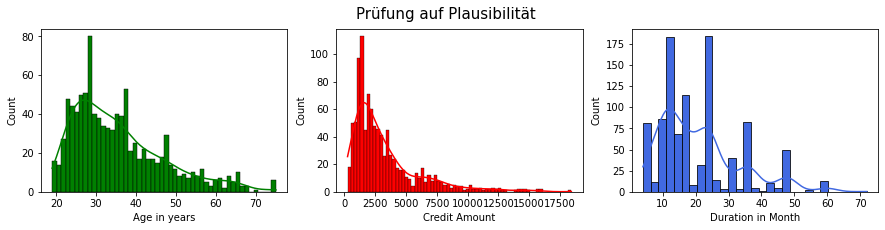 Prüfung auf Plausibilität
Count
80
60
40
20
0
20 30 40 50 60 70
Age in years
Count
100
80
60
40
20
0
0 2500 5000 7500 10000 12500 15000 17500
Credit Amount
Count
175
150
125
100
75
50
25
0
10 20 30 40 50 60 70
Duration in Month